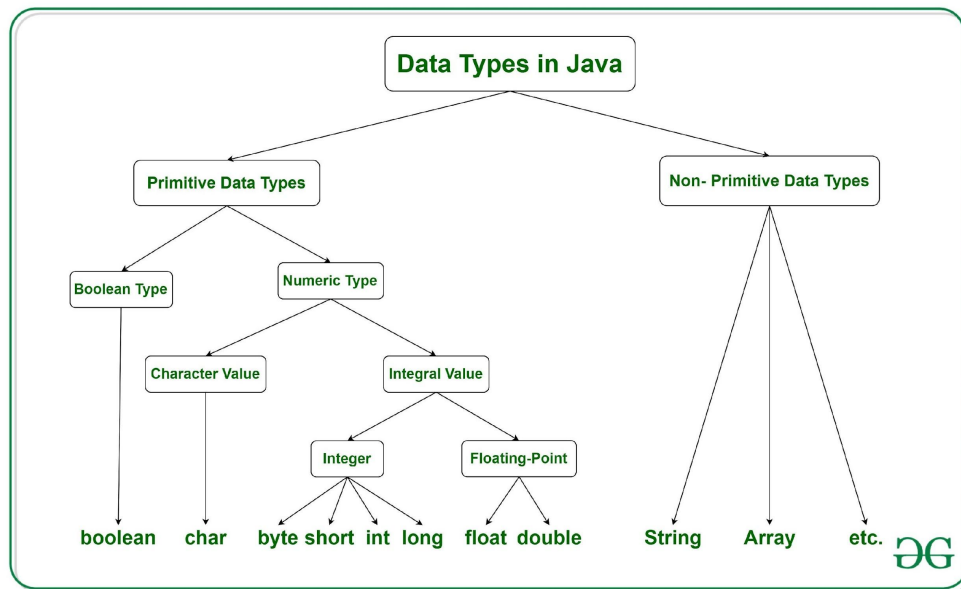 Data Types in Java
Primitive Data Types
Non- Primitive Data Types
Boolean Type
Numeric Type
Character Value
Integral Value
Integer
Floating-Point
boolean char byte short int long float double String Array etc.